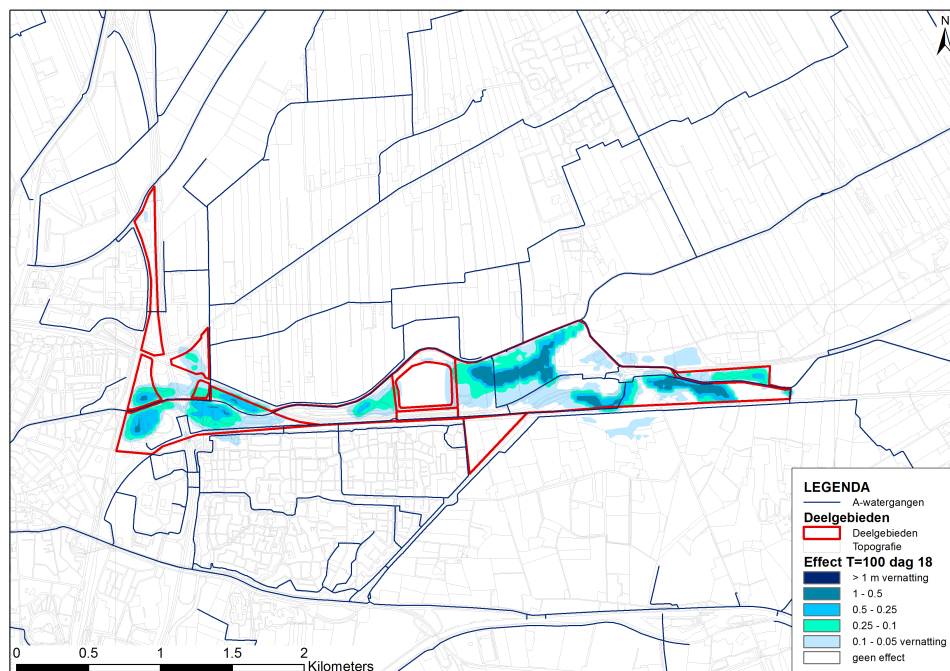 N
LEGENDA
A-watergangen
Deelgebieden
Deelgebieden
Topografie
Effect T=100 dag 18
> 1 m vernatting
1 - 0.5
0.5 - 0.25
0.25 - 0.1
0.1 - 0.05 vernatting
geen effect
0 0.5 1 1.5 2
Kilometers